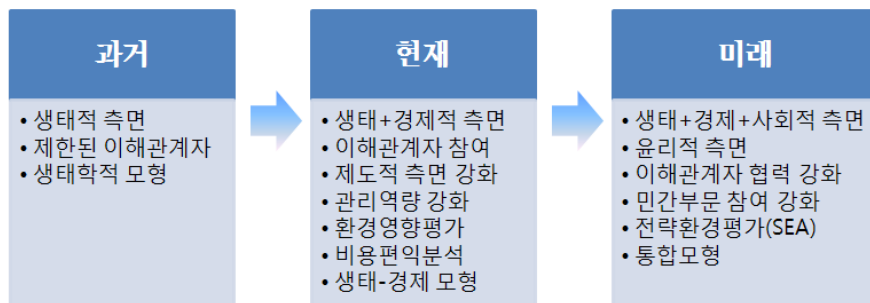 과거
• 생태적 측면
• 제한된 이해관계자
• 생태학적 모형
현재
• 생태+경제적 측면
• 이해관계자 참여
• 제도적 측면 강화
• 관리역량 강화
• 환경영향평가
• 비용편익분석
• 생태-경제 모형
미래
• 생태+경제+사회적 측면
• 윤리적 측면
• 이해관계자 협력 강화
• 민간부문 참여 강화
• 전략환경평가(SEA)
• 통합모형